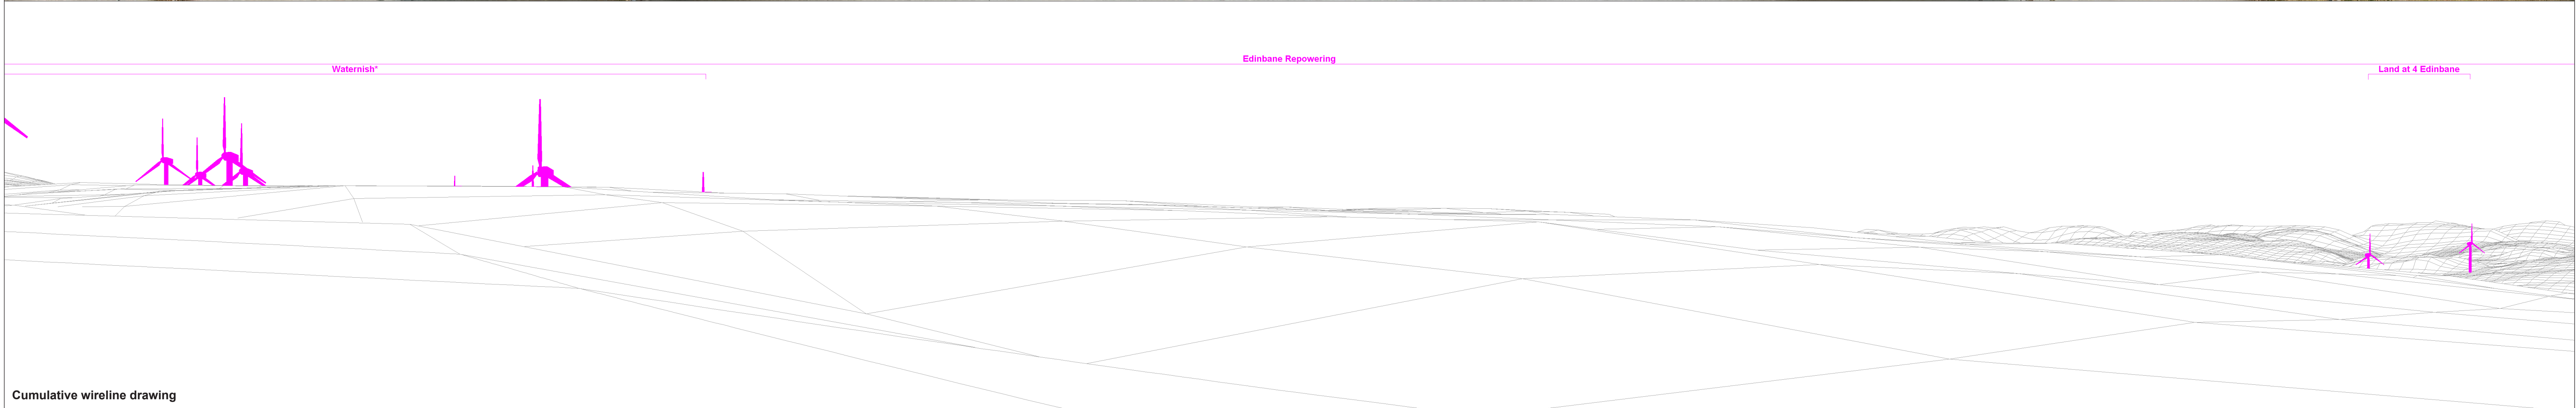 Edinbane Repowering
Waternish*
Land at 4 Edinbane
Cumulative wireline drawing